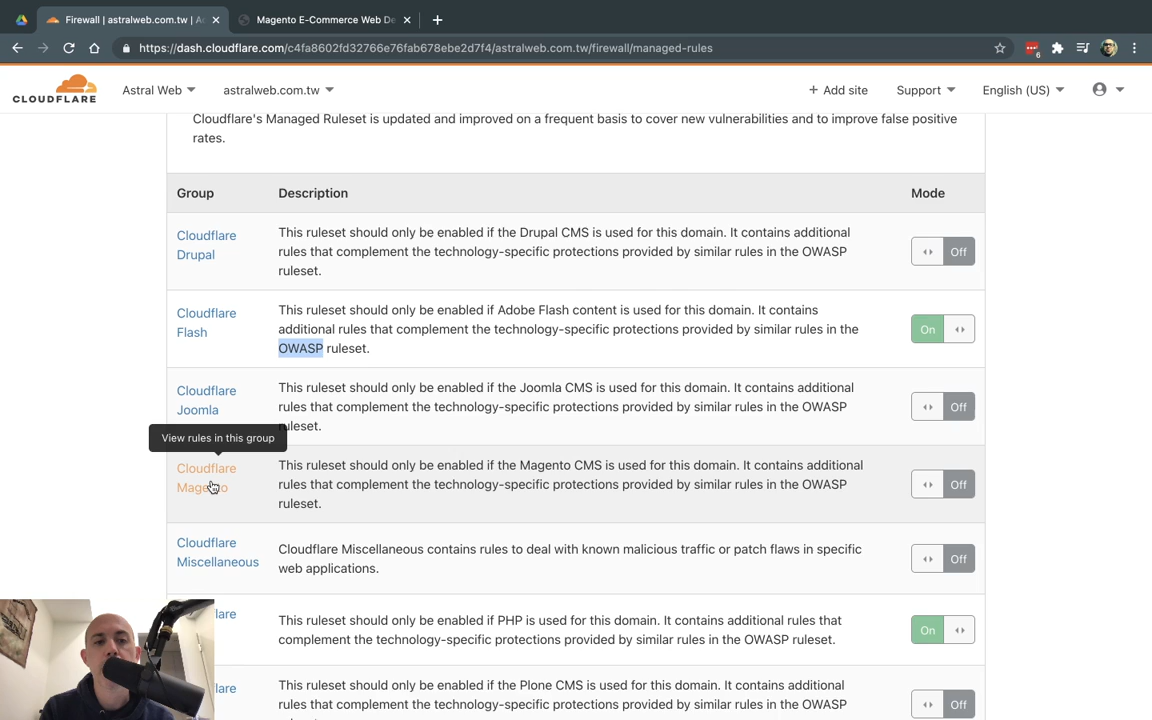 Firewall | astralweb.com.tw | A
Magento E-Commerce Web De
https://dash.cloudflare.com/c4fa8602fd32766e76fab678ebe2d7f4/astralweb.com.tw/firewall/managed-rules
6
CLOUDFLARE
Astral Web
astralweb.com.tw
+ Add site
Support
English (US)
Cloudflare's Managed Ruleset is updated and improved on a frequent basis to cover new vulnerabilities and to improve false positive
rates.
Group Description Mode
Cloudflare
Drupal
This ruleset should only be enabled if the Drupal CMS is used for this domain. It contains additional
rules that complement the technology-specific protections provided by similar rules in the OWASP
ruleset.
Off
Cloudflare
Flash
This ruleset should only be enabled if Adobe Flash content is used for this domain. It contains
additional rules that complement the technology-specific protections provided by similar rules in the
OWASP ruleset.
On
Cloudflare
Joomla
This ruleset should only be enabled if the Joomla CMS is used for this domain. It contains additional
rules that complement the technology-specific protections provided by similar rules in the OWASP
ruleset.
Off
View rules in this group
Cloudflare
Magento
This ruleset should only be enabled if the Magento CMS is used for this domain. It contains additional
rules that complement the technology-specific protections provided by similar rules in the OWASP
ruleset.
Off
Cloudflare
Miscellaneous
Cloudflare Miscellaneous contains rules to deal with known malicious traffic or patch flaws in specific
web applications.
Off
lare
This ruleset should only be enabled if PHP is used for this domain. It contains additional rules that
complement the technology-specific protections provided by similar rules in the OWASP ruleset.
On
lare
This ruleset should only be enabled if the Plone CMS is used for this domain. It contains additional
rules that complement the technology-specific protections provided by similar rules in the OWASP
Off